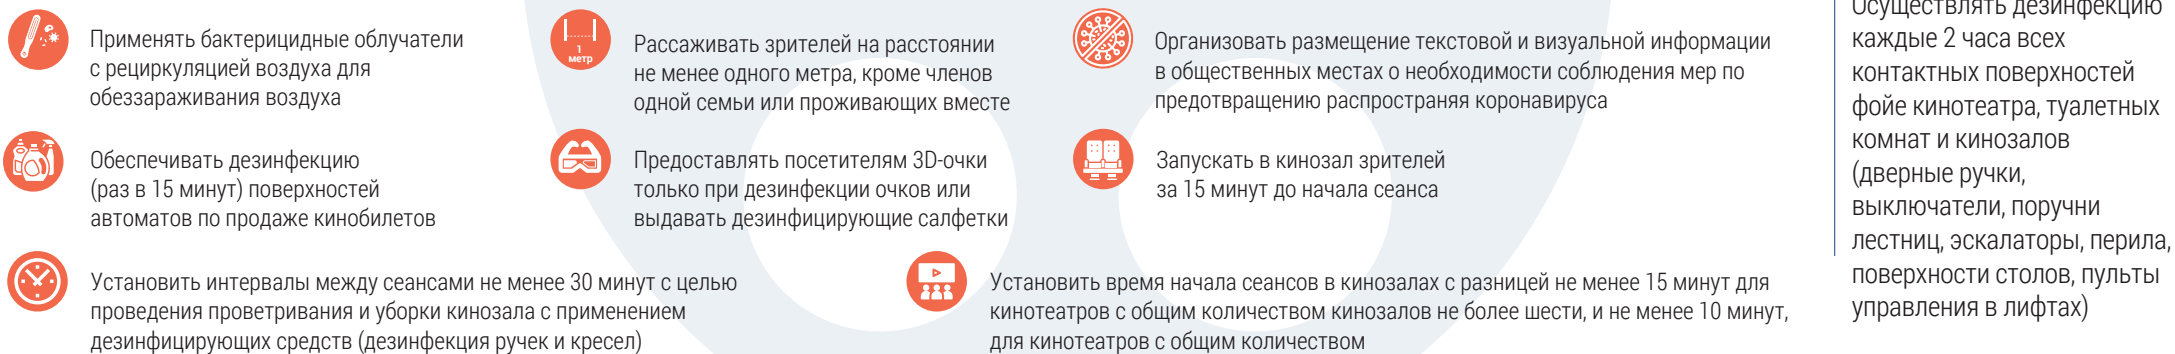 Применять бактерицидные облучатели
с рециркуляцией воздуха для
обеззараживания воздуха
1
метр
Рассаживать зрителей на расстоянии
не менее одного метра, кроме членов
одной семьи или проживающих вместе
Организовать размещение текстовой и визуальной информации
в общественных местах о необходимости соблюдения мер по
предотвращению распространяя коронавируса
Обеспечивать дезинфекцию
(раз в 15 минут) поверхностей
автоматов по продаже кинобилетов
Предоставлять посетителям 3D-очки
только при дезинфекции очков или
выдавать дезинфицирующие салфетки
Запускать в кинозал зрителей
за 15 минут до начала сеанса
Установить интервалы между сеансами не менее 30 минут с целью
проведения проветривания и уборки кинозала с применением
дезинфицирующих средств (дезинфекция ручек и кресел)
Установить время начала сеансов в кинозалах с разницей не менее 15 минут для
кинотеатров с общим количеством кинозалов не более шести, и не менее 10 минут,
для кинотеатров с общим количеством
Осуществлять дезинфекцию
каждые 2 часа всех
контактных поверхностей
фойе кинотеатра, туалетных
комнат и кинозалов
(дверные ручки,
выключатели, поручни
лестниц, эскалаторы, перила,
поверхности столов, пульты
управления в лифтах)